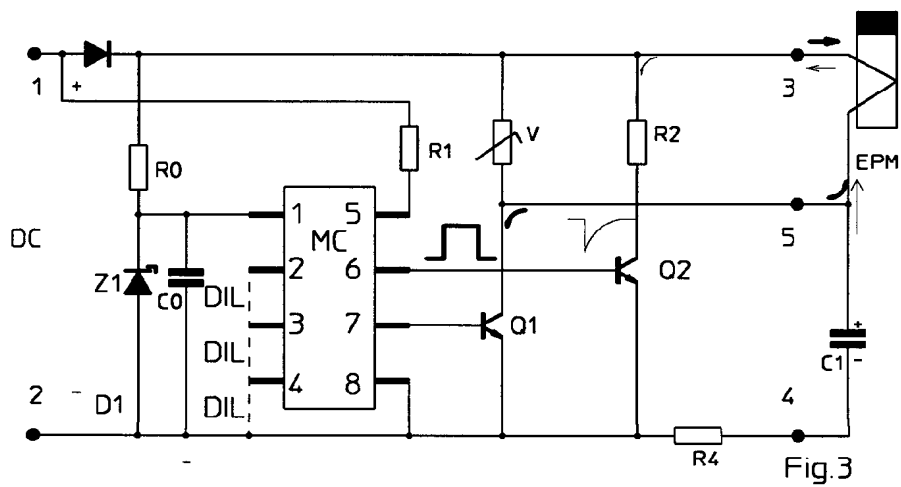 1
+
3
R0
R1
V
R2
EPM
DC
1
5
MC
5
2
6
Z1
C0
DIL
Q2
3
7
Q1
DIL
+
C1
-
4
8
2
-
D1
DIL
4
-
R4
Fig.3